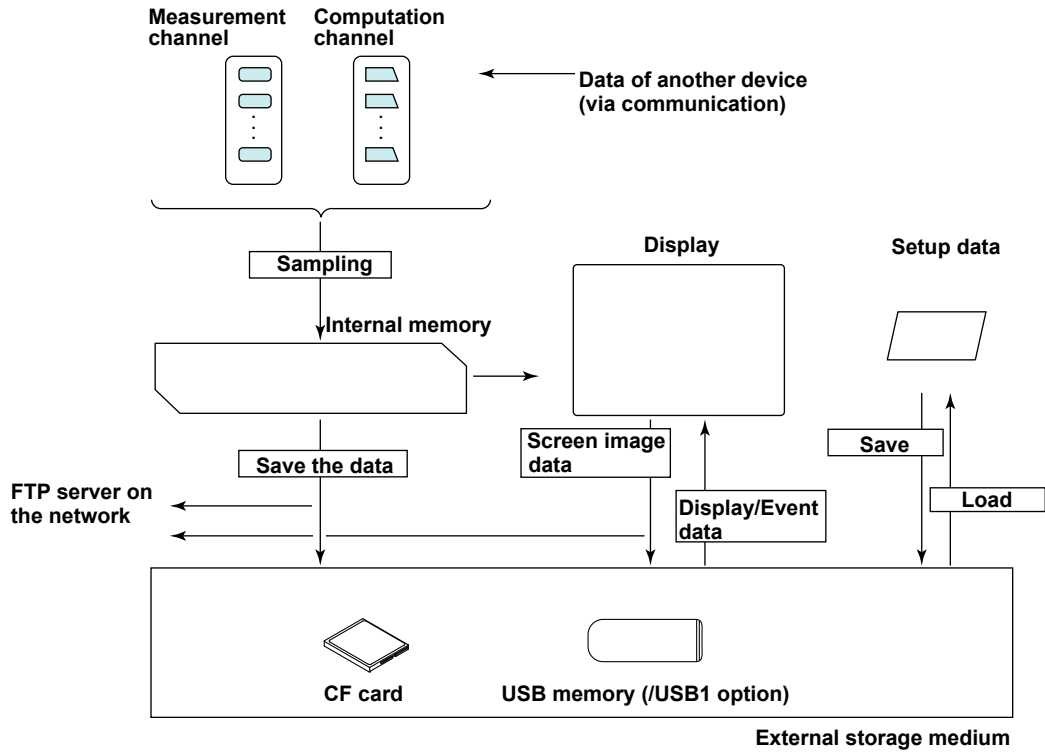 Measurement
channel
Computation
channel
Data of another device
(via communication)
Sampling
Display
Setup data
Internal memory
Screen image
data
Save
Save the data
FTP server on
the network
Display/Event
data
Load
CF card
USB memory (/USB1 option)
External storage medium